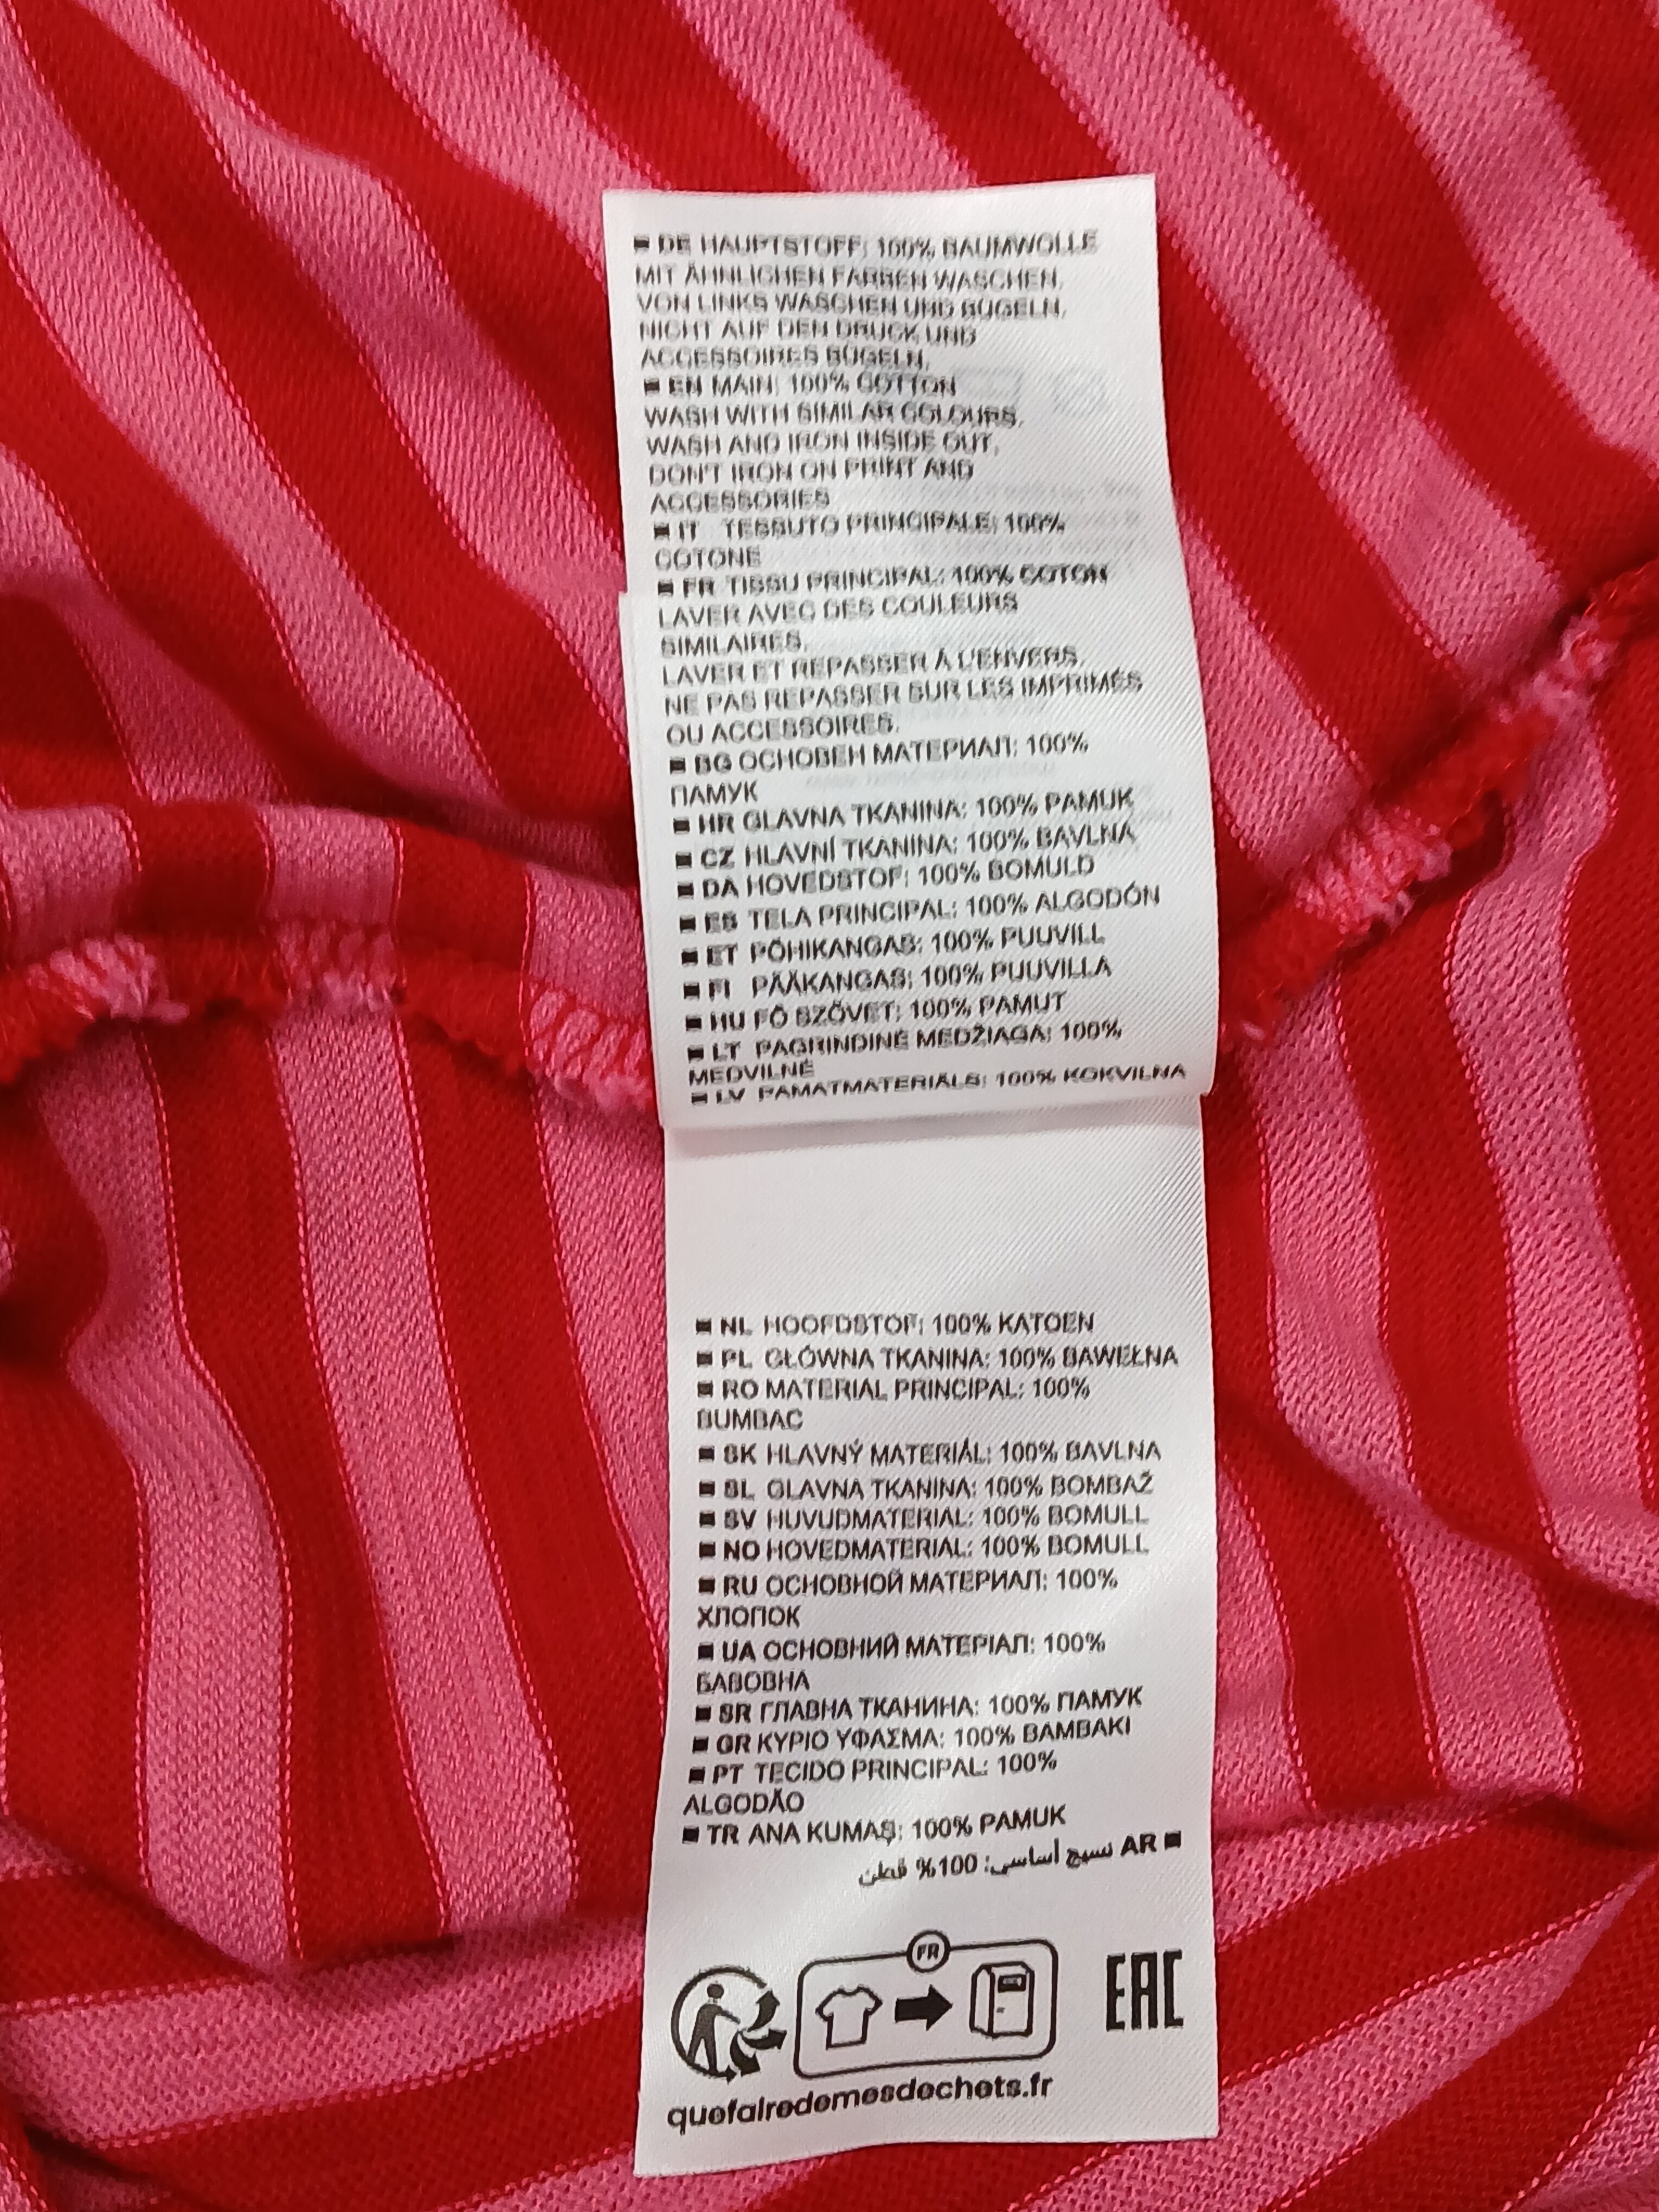 ■ DE HAUPTSTOFF: 100% BAUMWOLLE
MIT ÄHNLICHEN FARBEN WASCHEN.
VON LINKS WASCHEN UND BÜGELN.
NICHT AUF DEN DRUCK UND
ACCESSOIRES BÜGELN.
■ EN MAIN: 100% COTTON
WASH WITH SIMILAR COLOURS.
WASH AND IRON INSIDE OUT.
DON'T IRON ON PRINT AND
ACCESSORIES
■ IT TESSUTO PRINCIPALE: 100%
COTONE
■ FR TISSU PRINCIPAL: 100% COTON
LAVER AVEC DES COULEURS
SIMILAIRES.
LAVER ET REPASSER À L'ENVERS.
NE PAS REPASSER SUR LES IMPRIMÉS
OU ACCESSOIRES.
■ BG ОСНОВЕН МАТЕРИАЛ: 100%
ПАМУК
■ HR GLAVNA TKANINA: 100% PAMUK
■ CZ HLAVNÍ TKANINA: 100% BAVLNA
■ DA HOVEDSTOF: 100% BOMULD
■ ES TELA PRINCIPAL: 100% ALGODÓN
■ ET PÕHIKANGAS: 100% PUUVILL
■ FI PÄÄKANGAS: 100% PUUVILLA
■ HU FŐ SZÖVET: 100% PAMUT
■ LT PAGRINDINĖ MEDŽIAGA: 100%
MEDVILNĖ
■ LV PAMATMATERIĀLS: 100% KOKVILNA
■ NL HOOFDSTOF: 100% KATOEN
■ PL GŁÓWNA TKANINA: 100% BAWEŁNA
■ RO MATERIAL PRINCIPAL: 100%
BUMBAC
■ SK HLAVNÝ MATERIÁL: 100% BAVLNA
■ SL GLAVNA TKANINA: 100% BOMBAŽ
■ SV HUVUDMATERIAL: 100% BOMULL
■ NO HOVEDMATERIAL: 100% BOMULL
■ RU ОСНОВНОЙ МАТЕРИАЛ: 100%
ХЛОПОК
■ UA ОСНОВНИЙ МАТЕРІАЛ: 100%
БАВОВНА
■ SR ГЛАВНА ТКАНИНА: 100% ПАМУК
■ GR ΚΥΡΙΟ ΥΦΑΣΜΑ: 100% ΒΑΜΒΑΚΙ
■ PT TECIDO PRINCIPAL: 100%
ALGODÃO
■ TR ANA KUMAŞ: 100% PAMUK
■ AR نسيج أساسي: 100% قطن
FR
EAC
quefairedemesdechets.fr